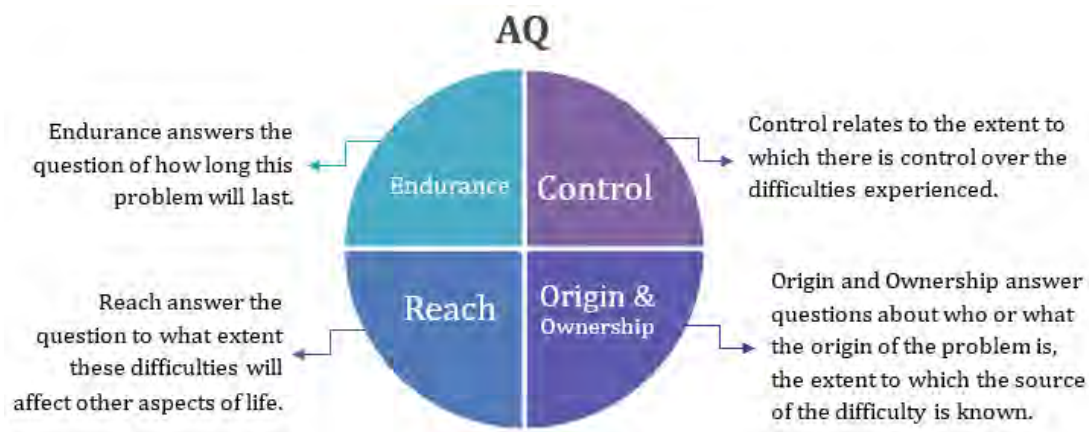 AQ
Endurance answers the
question of how long this
problem will last.
Endurance
Control
Control relates to the extent to
which there is control over the
difficulties experienced.
Reach answer the
question to what extent
these difficulties will
affect other aspects of life.
Reach
Origin &
Ownership
Origin and Ownership answer
questions about who or what
the origin of the problem is,
the extent to which the source
of the difficulty is known.